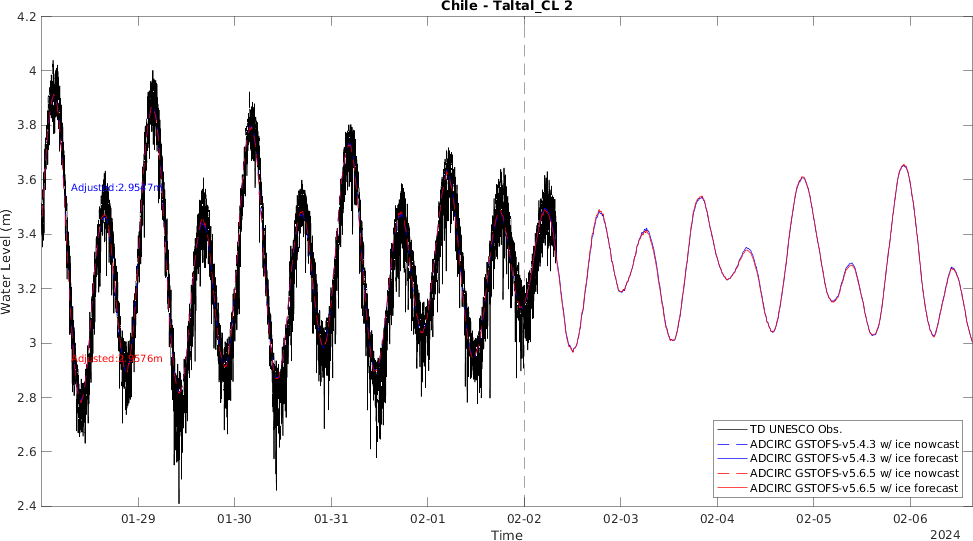 Chile - Taltal_CL 2
Water Level (m)
4.2
4
3.8
3.6
3.4
3.2
3
2.8
2.6
2.4
Adjusted:2.9547m
TD UNESCO Obs.
ADCIRC GSTOFS-v5.4.3 w/ ice nowcast
ADCIRC GSTOFS-v5.4.3 w/ ice forecast
ADCIRC GSTOFS-v5.6.5 w/ ice nowcast
ADCIRC GSTOFS-v5.6.5 w/ ice forecast
01-29 01-30 01-31 02-01 02-02 02-03 02-04 02-05 02-06
Time
2024